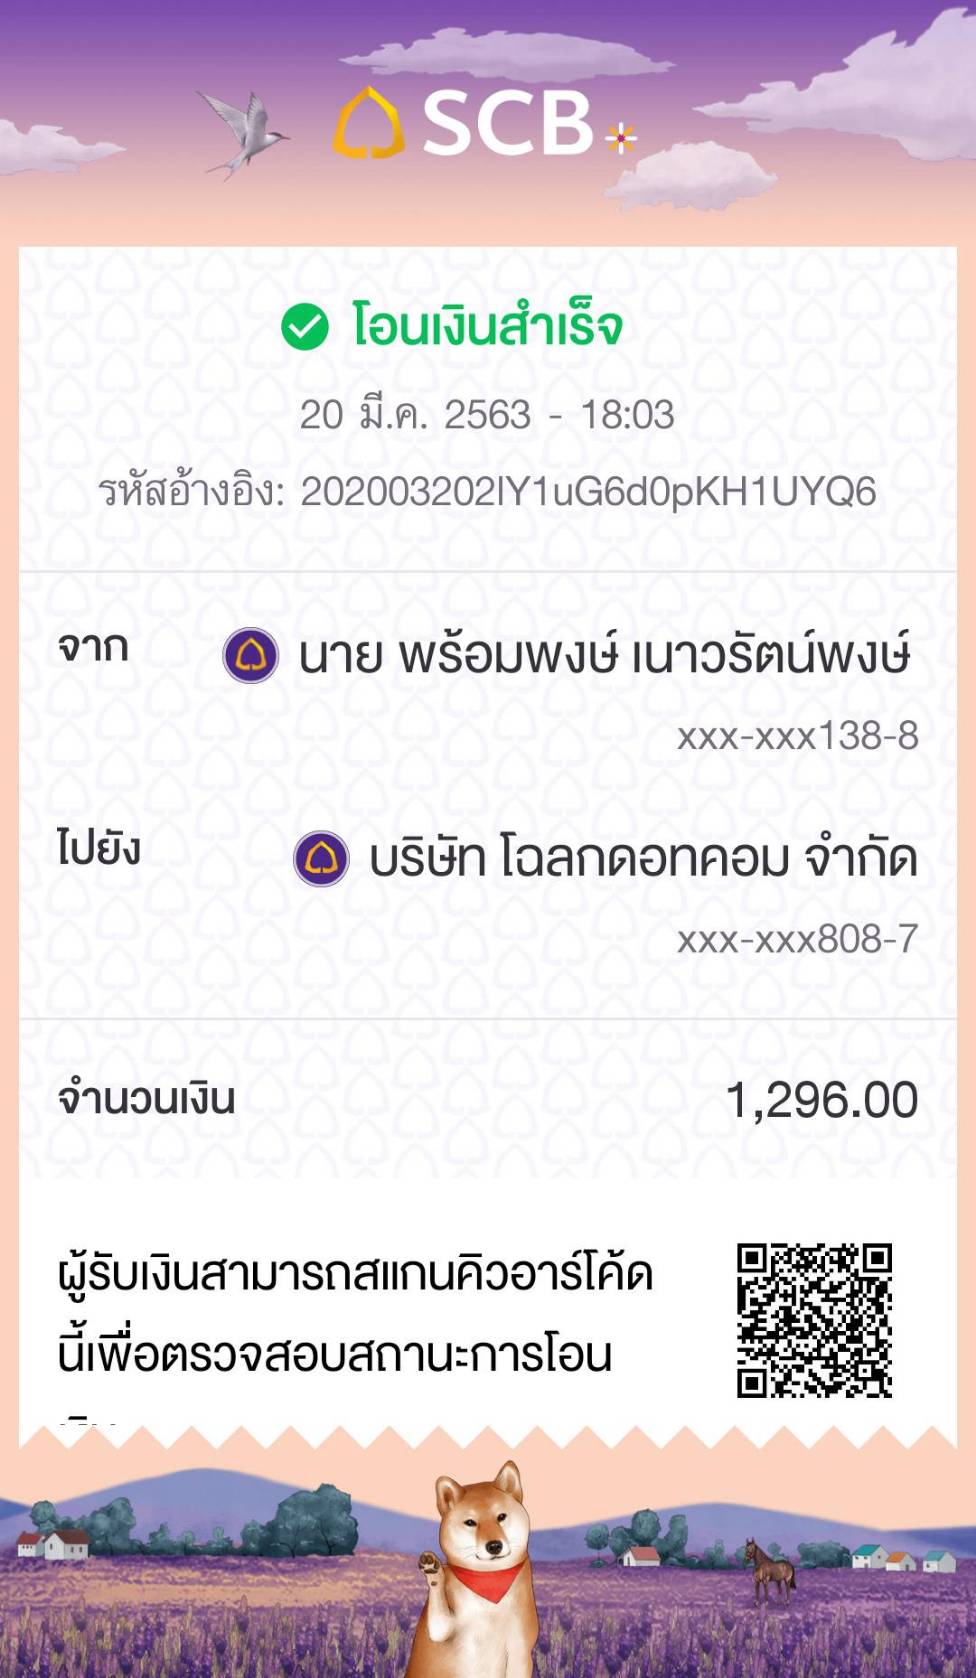 SCB
โอนเงินสำเร็จ
20 มี.ค. 2563 - 18:03
รหัสอ้างอิง: 202003202lY1uG6d0pKH1UYQ6
จาก นาย พร้อมพงษ์ เนาวรัตน์พงษ์
xxx-xxx138-8
ไปยัง บริษัท โฉลกดอทคอม จำกัด
xxx-xxx808-7
จำนวนเงิน 1,296.00
ผู้รับเงินสามารถสแกนคิวอาร์โค้ด
นี้เพื่อตรวจสอบสถานะการโอน